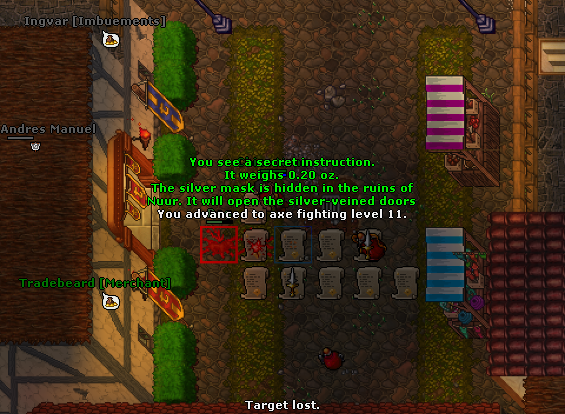 Ingvar [Imbuements]
Andres Manuel
You see a secret instruction.
It weighs 0.20 oz.
The silver mask is hidden in the ruins of
Nuur. It will open the silver-veined doors
You advanced to axe fighting level 11.
Tradebeard [Merchant]
Target lost.